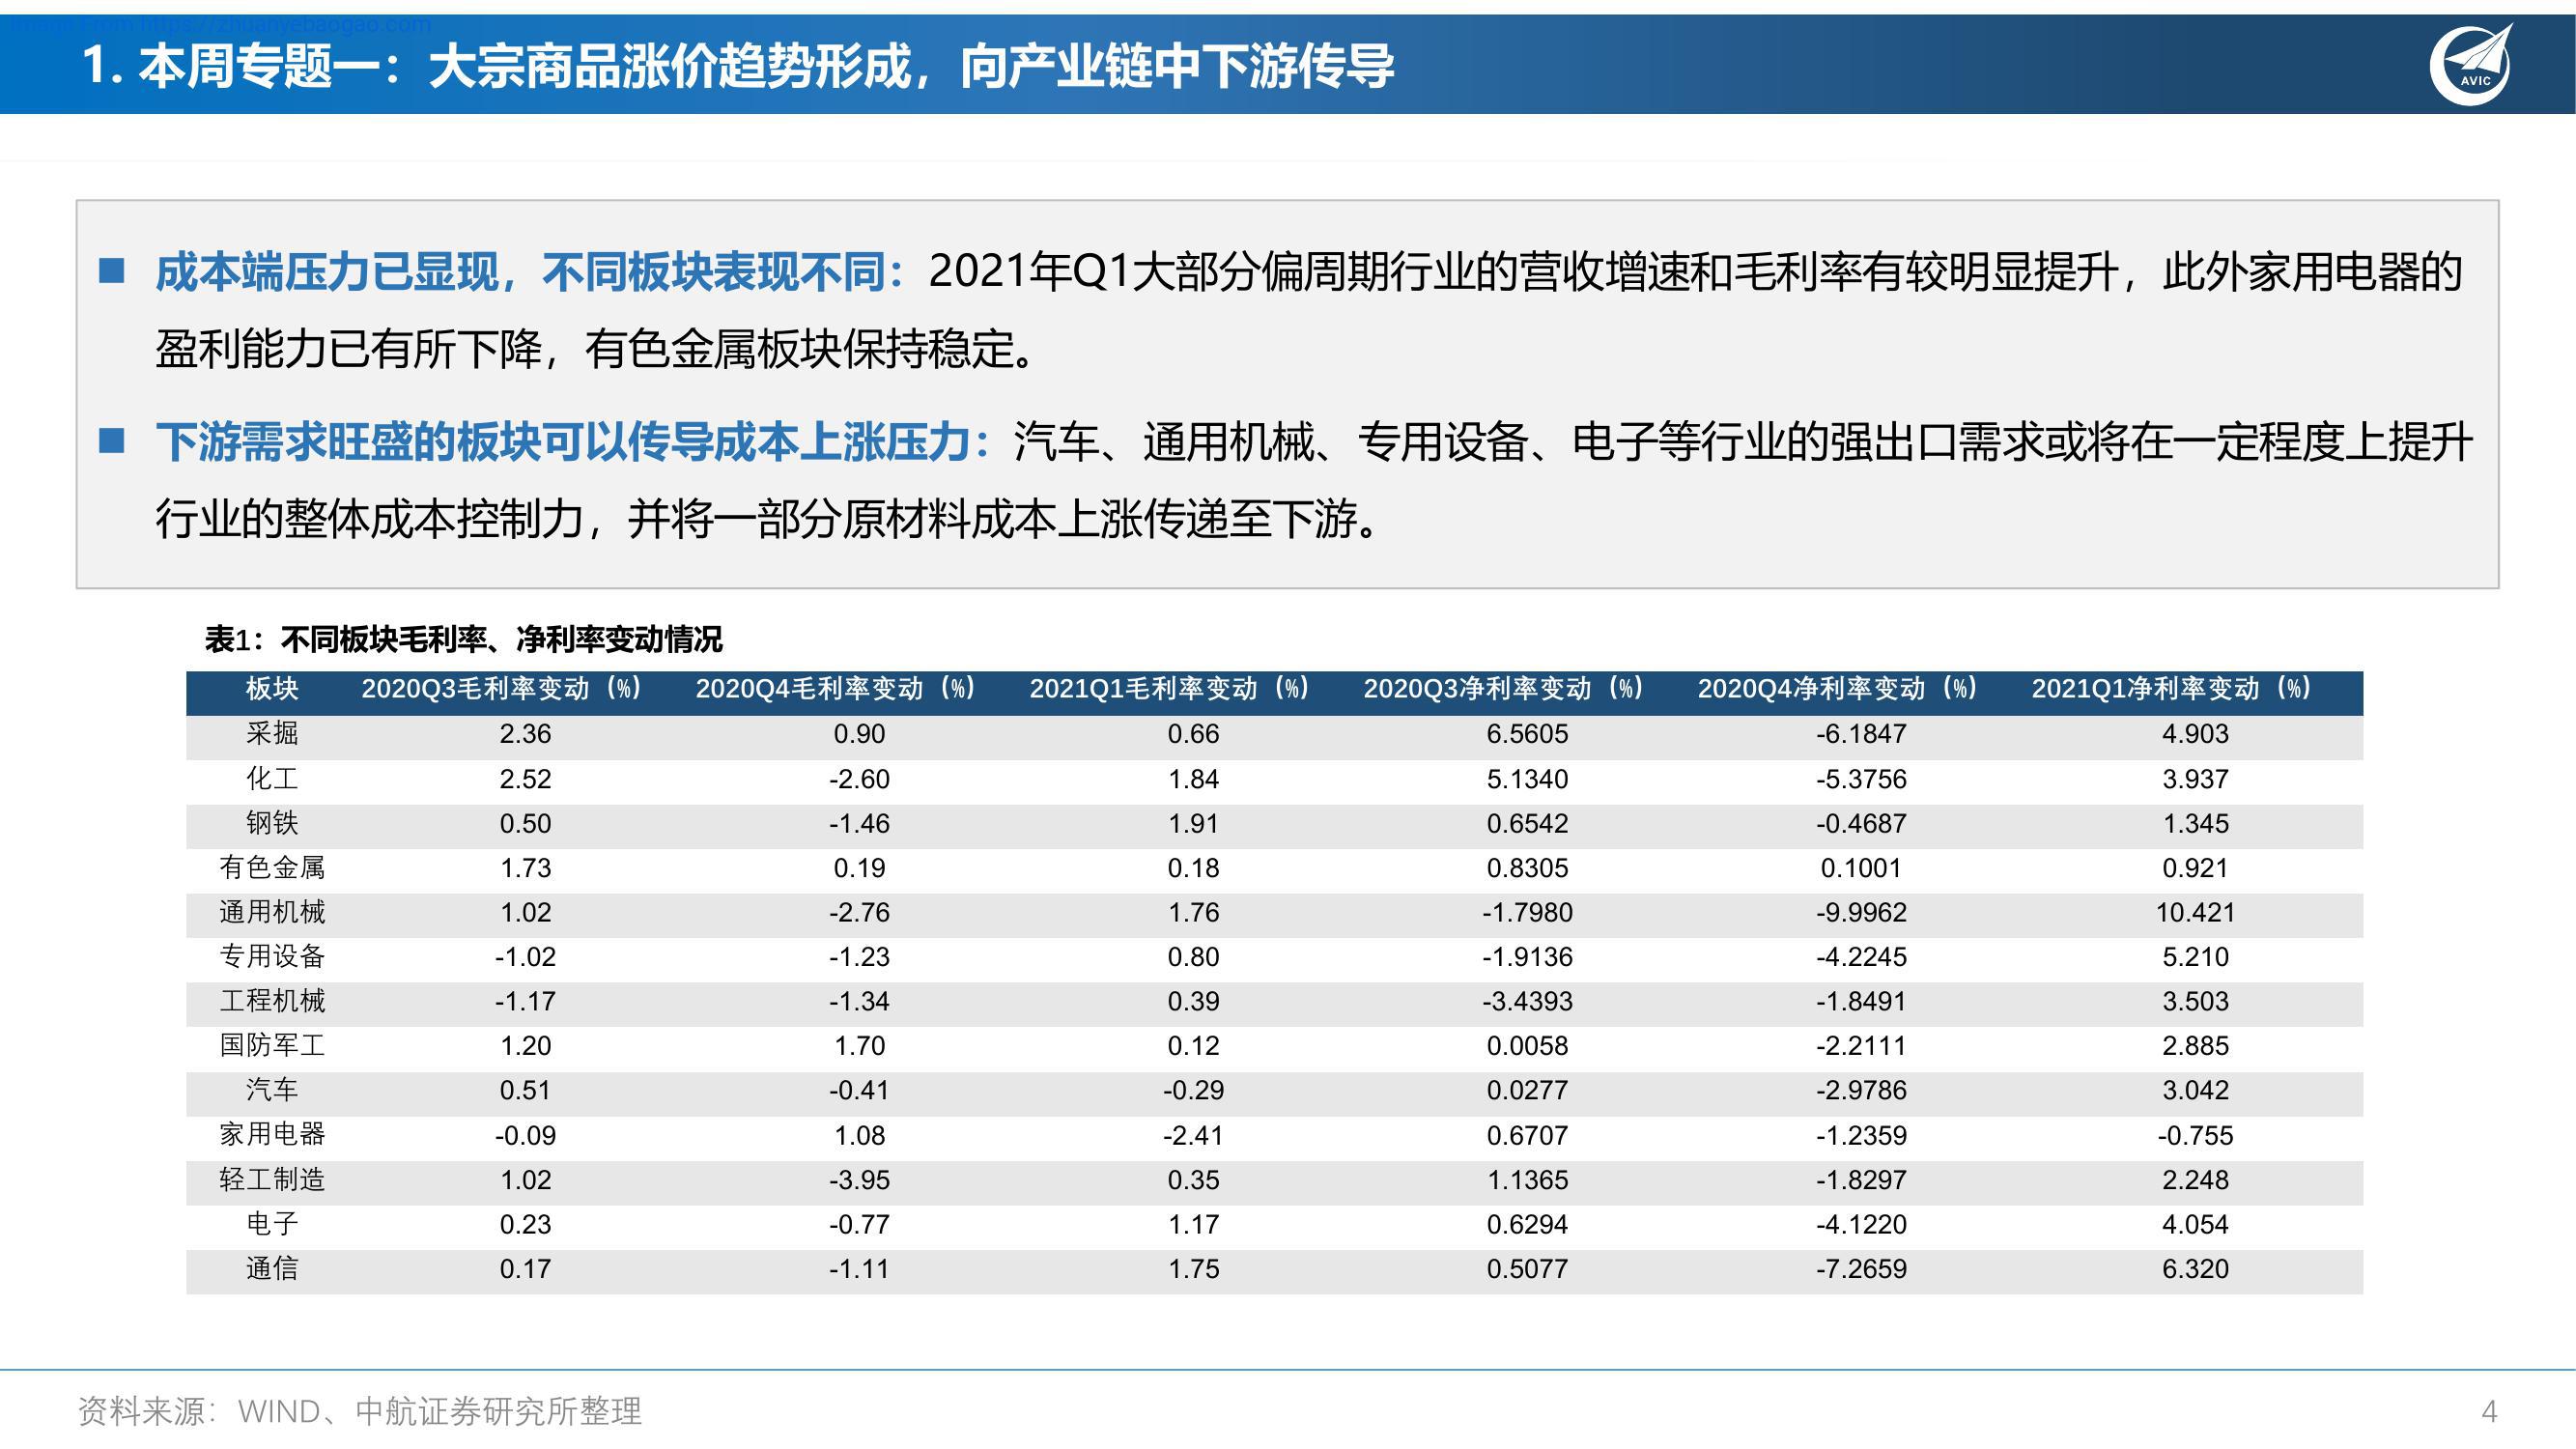 Image From https://zhuanyebaogao.com
1. 本周专题一：大宗商品涨价趋势形成，向产业链中下游传导
AVIC
■ 成本端压力已显现，不同板块表现不同：2021年Q1大部分偏周期行业的营收增速和毛利率有较明显提升，此外家用电器的
盈利能力已有所下降，有色金属板块保持稳定。
■ 下游需求旺盛的板块可以传导成本上涨压力：汽车、通用机械、专用设备、电子等行业的强出口需求或将在一定程度上提升
行业的整体成本控制力，并将一部分原材料成本上涨传递至下游。
表1：不同板块毛利率、净利率变动情况
板块 2020Q3毛利率变动（%） 2020Q4毛利率变动（%） 2021Q1毛利率变动（%） 2020Q3净利率变动（%） 2020Q4净利率变动（%） 2021Q1净利率变动（%）
采掘 2.36 0.90 0.66 6.5605 -6.1847 4.903
化工 2.52 -2.60 1.84 5.1340 -5.3756 3.937
钢铁 0.50 -1.46 1.91 0.6542 -0.4687 1.345
有色金属 1.73 0.19 0.18 0.8305 0.1001 0.921
通用机械 1.02 -2.76 1.76 -1.7980 -9.9962 10.421
专用设备 -1.02 -1.23 0.80 -1.9136 -4.2245 5.210
工程机械 -1.17 -1.34 0.39 -3.4393 -1.8491 3.503
国防军工 1.20 1.70 0.12 0.0058 -2.2111 2.885
汽车 0.51 -0.41 -0.29 0.0277 -2.9786 3.042
家用电器 -0.09 1.08 -2.41 0.6707 -1.2359 -0.755
轻工制造 1.02 -3.95 0.35 1.1365 -1.8297 2.248
电子 0.23 -0.77 1.17 0.6294 -4.1220 4.054
通信 0.17 -1.11 1.75 0.5077 -7.2659 6.320
资料来源：WIND、中航证券研究所整理
4